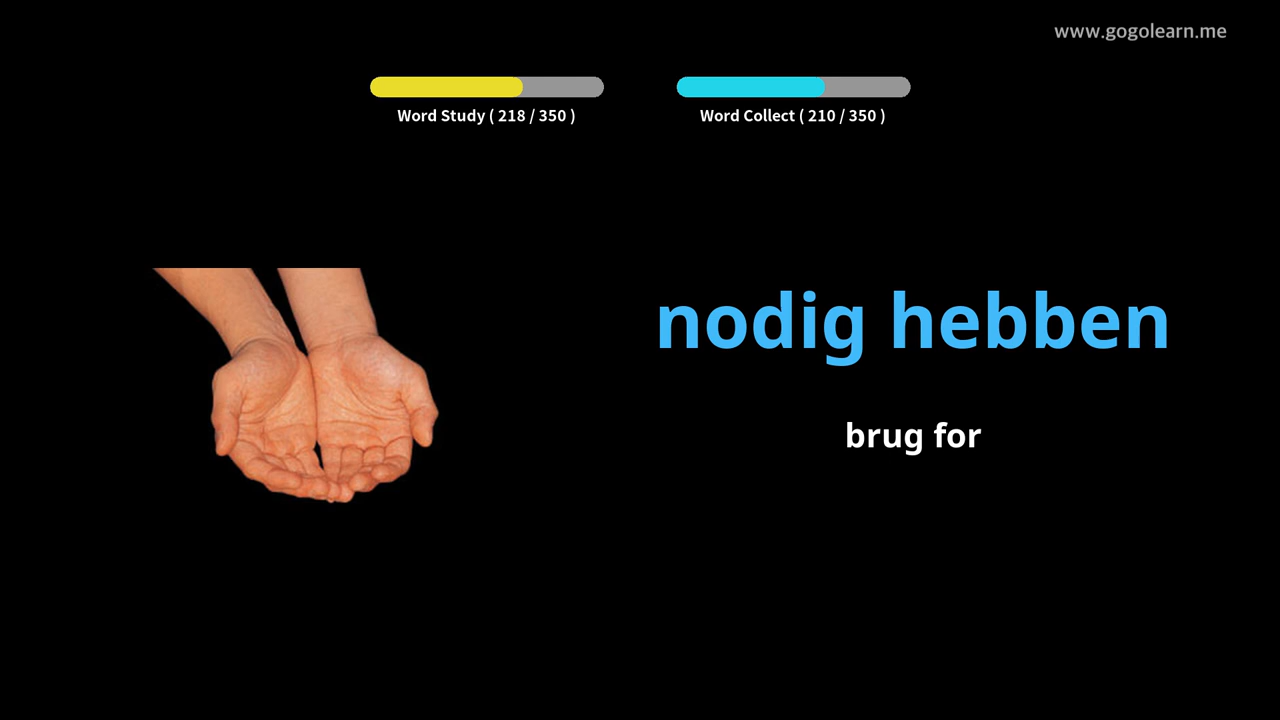 www.gogolearn.me
Word Study ( 218 / 350 )
Word Collect ( 210 / 350 )
nodig hebben
brug for